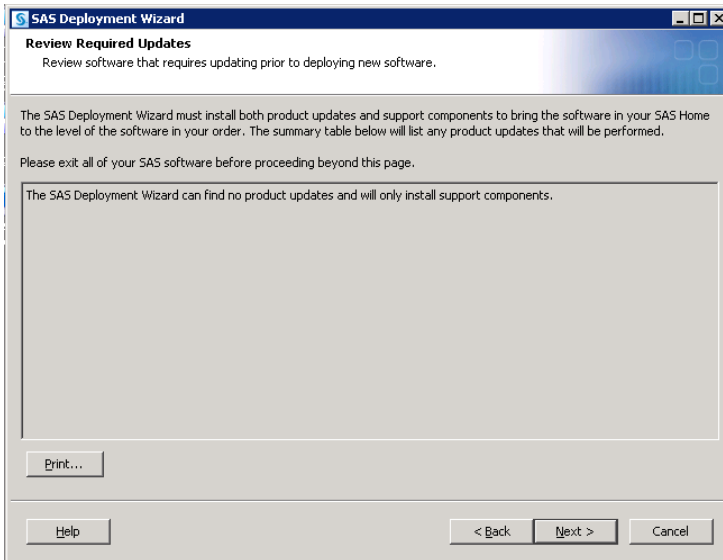 SAS Deployment Wizard
Review Required Updates
Review software that requires updating prior to deploying new software.
The SAS Deployment Wizard must install both product updates and support components to bring the software in your SAS Home
to the level of the software in your order. The summary table below will list any product updates that will be performed.
Please exit all of your SAS software before proceeding beyond this page.
The SAS Deployment Wizard can find no product updates and will only install support components.
Print...
Help
< Back
Next >
Cancel